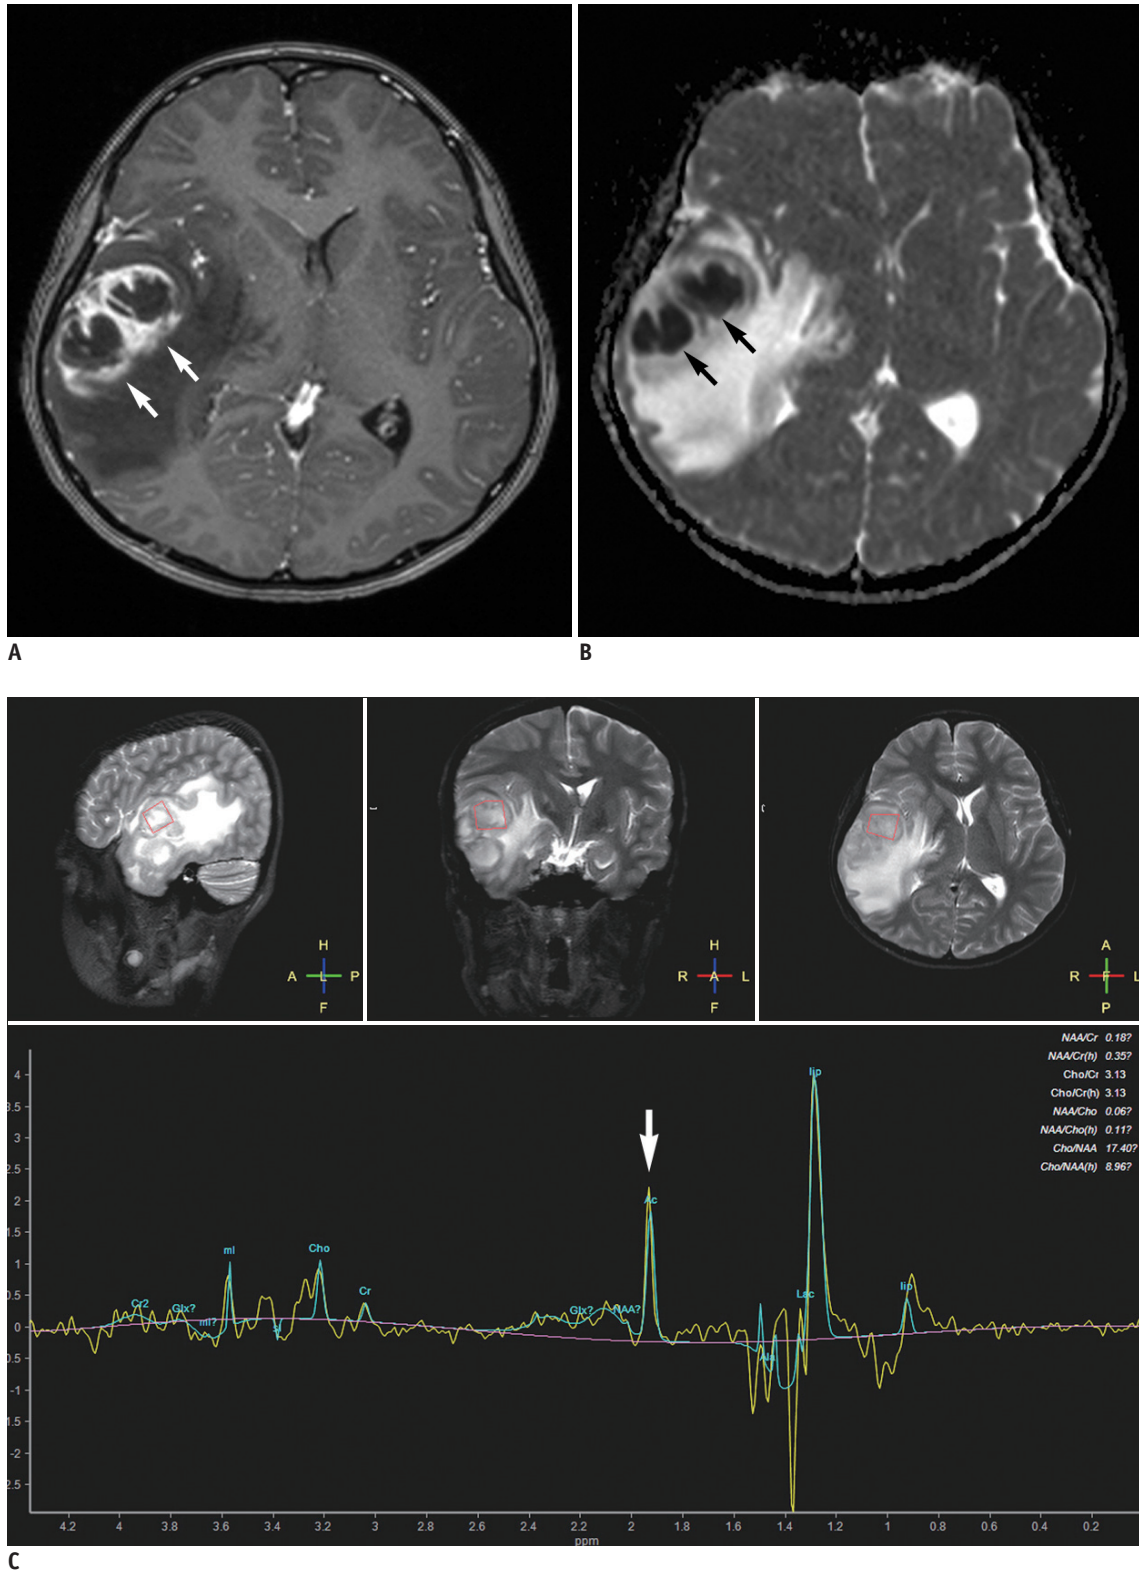 A
B
H
A L P
F
H
R A L
F
A
R F L
P
NAA/Cr 0.18?
NAA/Cr(h) 0.35?
Cho/Cr 3.13
Cho/Cr(h) 3.13
NAA/Cho 0.06?
NAA/Cho(h) 0.11?
Cho/NAA 17.40?
Cho/NAA(h) 8.96?
lip
4
3.5
3
2.5
2
Ac
1.5
mI
Cho
1
Cr
Lac
lip
0.5
Cr2
Glx?
mI?
Glx?
NAA?
0
Ala
0.5
-1
1.5
-2
2.5
4.2 4 3.8 3.6 3.4 3.2 3 2.8 2.6 2.4 2.2 2 1.8 1.6 1.4 1.2 1 0.8 0.6 0.4 0.2
ppm
C